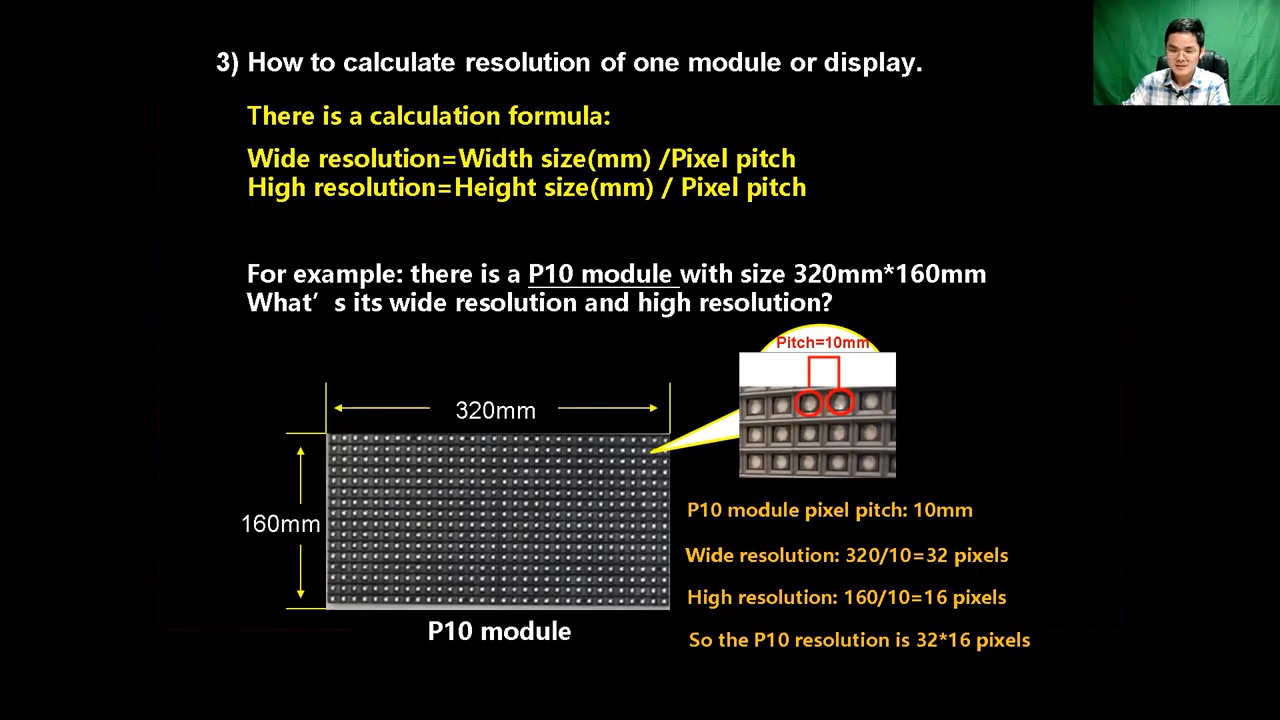 3) How to calculate resolution of one module or display.
There is a calculation formula:
Wide resolution=Width size(mm) /Pixel pitch
High resolution=Height size(mm) / Pixel pitch
For example: there is a P10 module with size 320mm*160mm
What's its wide resolution and high resolution?
Pitch=10mm
320mm
160mm
P10 module pixel pitch: 10mm
Wide resolution: 320/10=32 pixels
High resolution: 160/10=16 pixels
P10 module
So the P10 resolution is 32*16 pixels